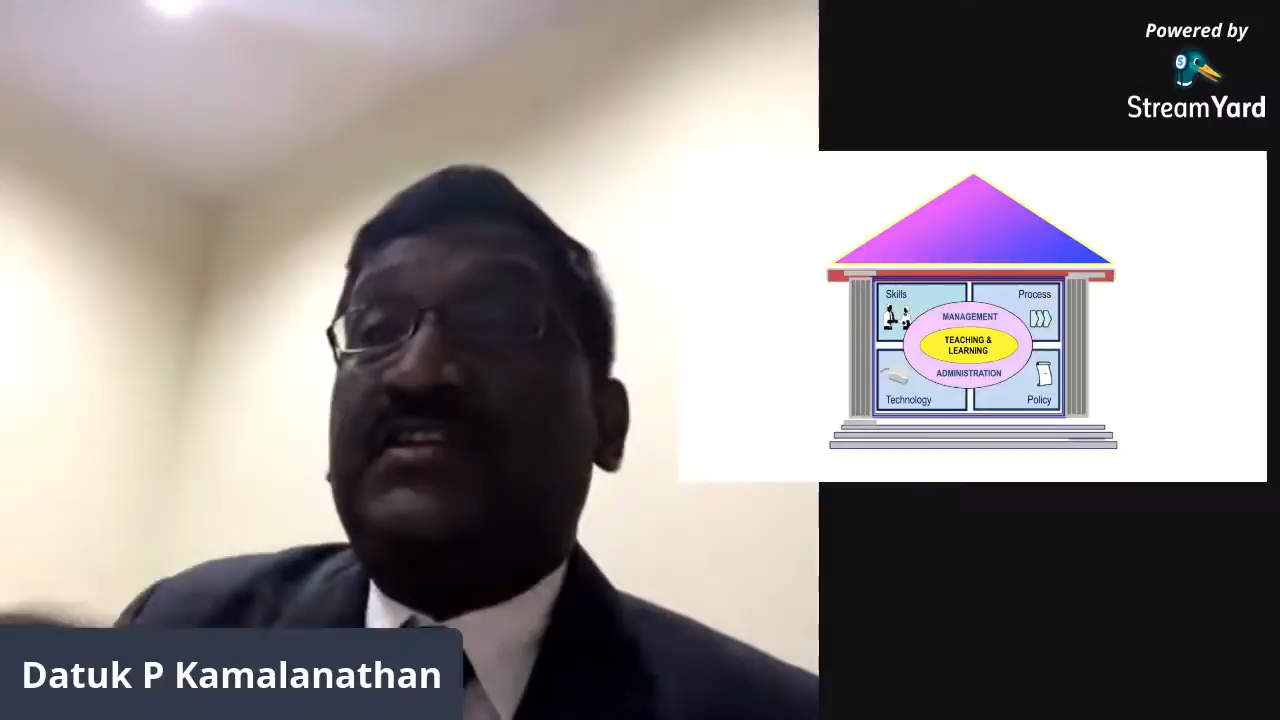 Powered by
StreamYard
Skills
Process
MANAGEMENT
TEACHING &
LEARNING
ADMINISTRATION
Technology
Policy
Datuk P Kamalanathan